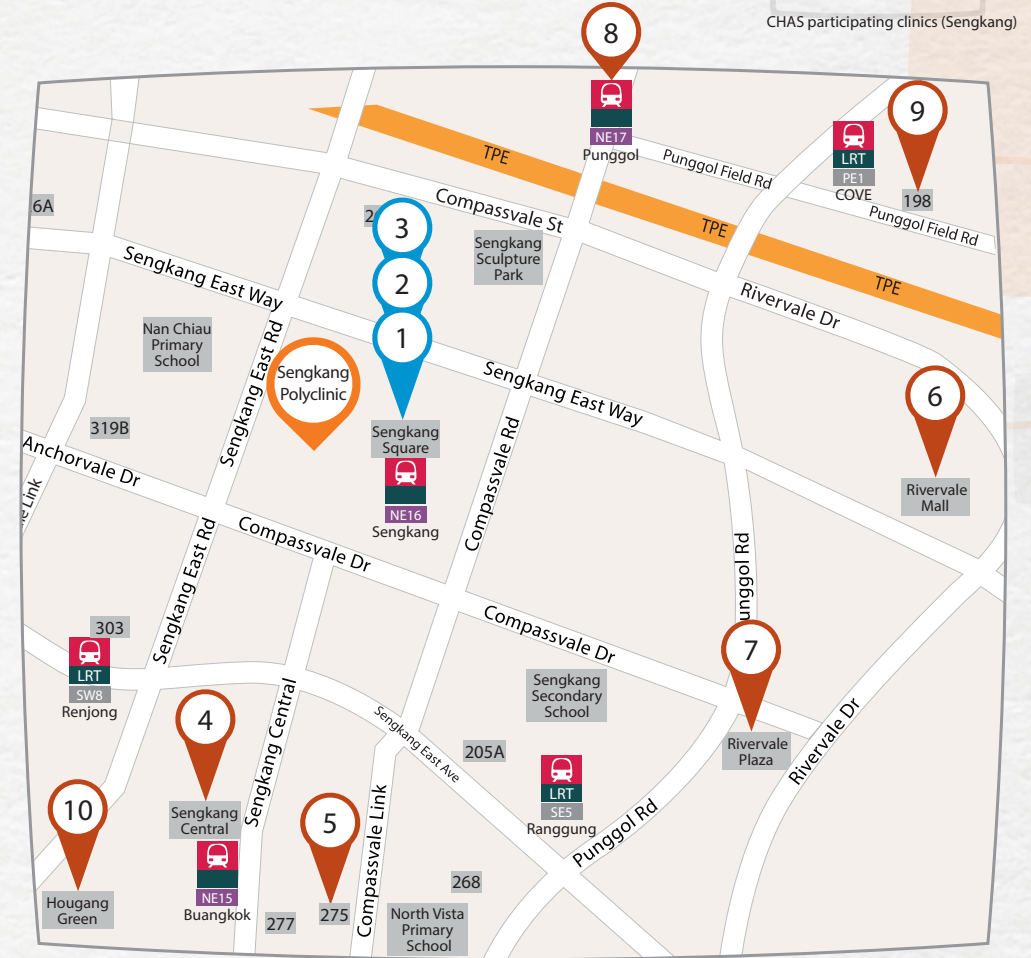 CHAS participating clinics (Sengkang)
8
NE17
Punggol
9
LRT
PE1
COVE
198
Punggol Field Rd
Punggol Field Rd
TPE
TPE
TPE
6A
3
2
1
Compassvale St
Sengkang
Sculpture
Park
Sengkang East Way
Rivervale Dr
Nan Chiau
Primary
School
Sengkang East Rd
Sengkang
Polyclinic
Sengkang East Way
6
Rivervale
Mall
319B
Sengkang
Square
NE16
Sengkang
Compassvale Rd
Anchorvale Dr
Compassvale Dr
Sengkang East Rd
Compassvale Dr
7
Rivervale
Plaza
303
LRT
SW8
Renjong
Sengkang
Secondary
School
Rivervale Dr
4
Sengkang
Central
NE15
Buangkok
Sengkang Central
Sengkang East Ave
205A
LRT
SE5
Ranggung
Punggol Rd
10
Hougang
Green
5
275
277
Compassvale Link
268
North Vista
Primary
School